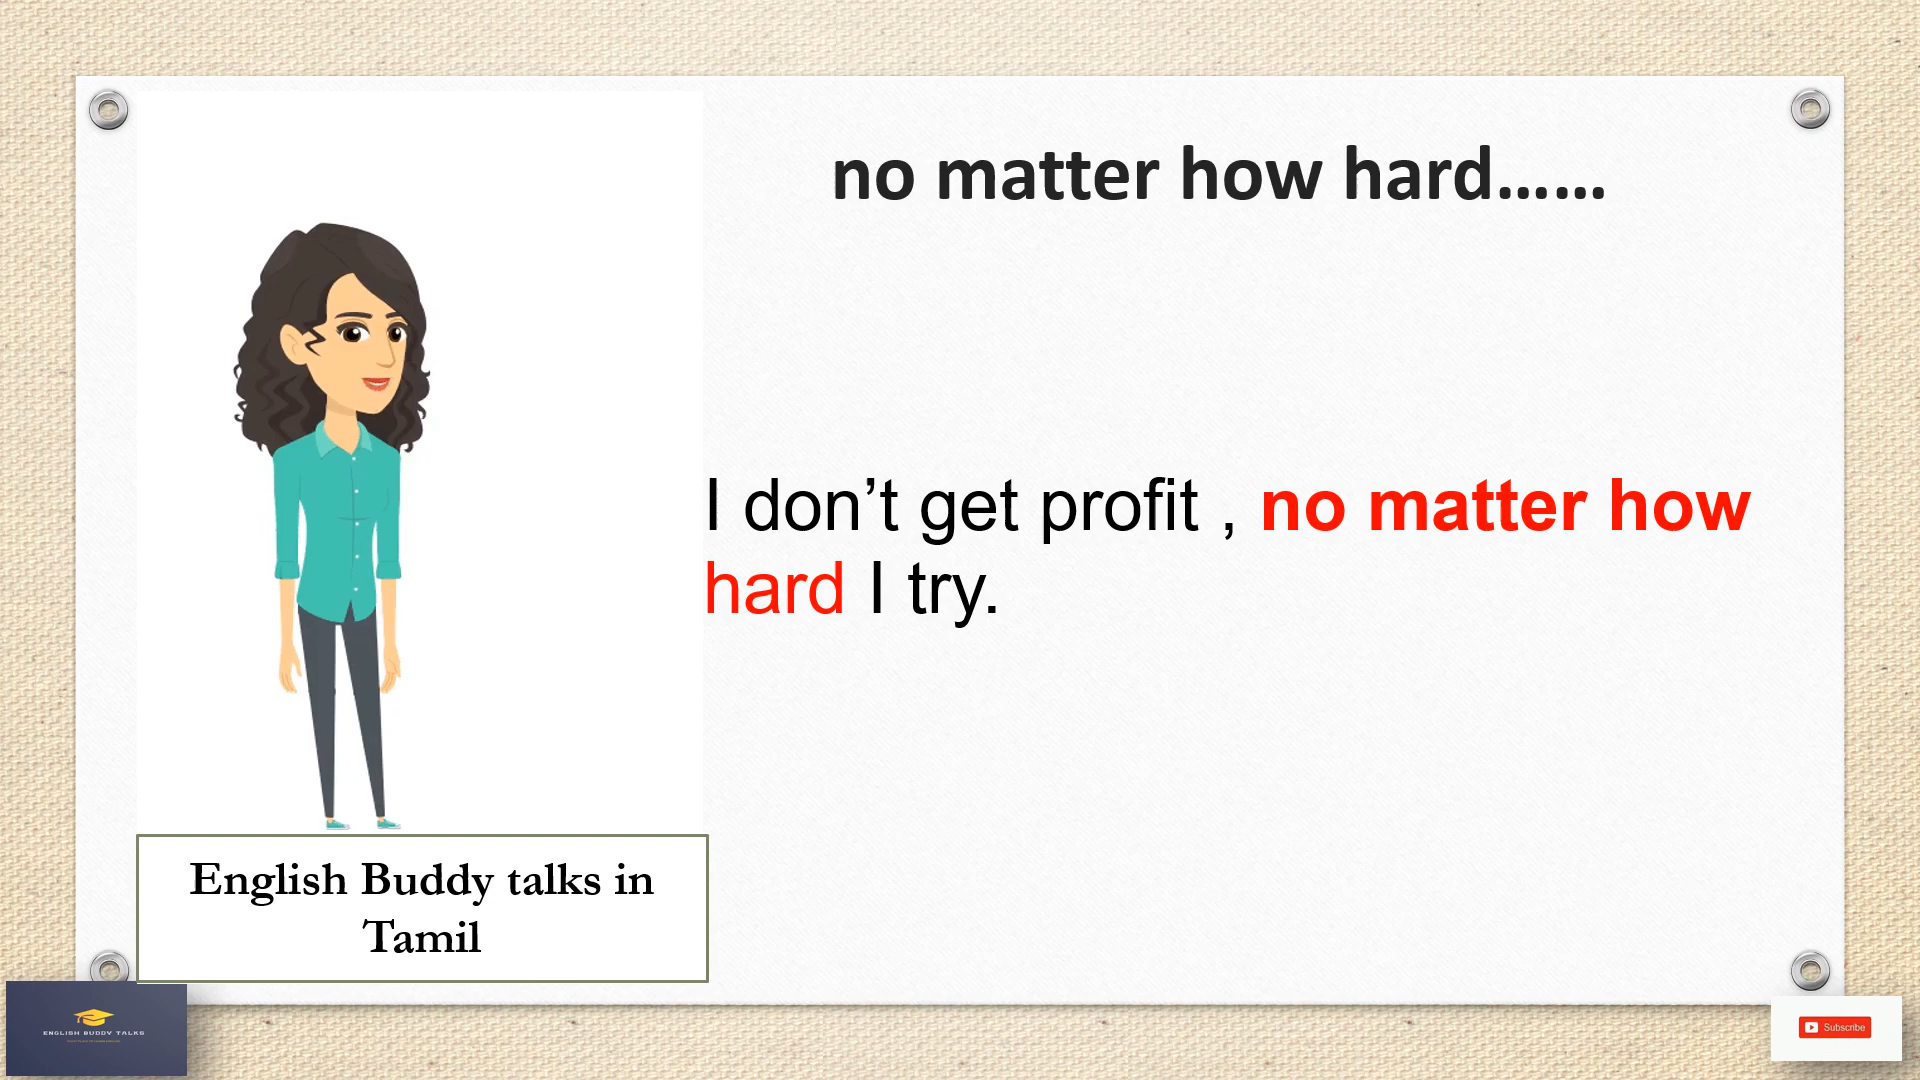 no matter how hard……
I don’t get profit , no matter how
hard I try.
English Buddy talks in
Tamil
ENGLISH BUDDY TALKS
Subscribe